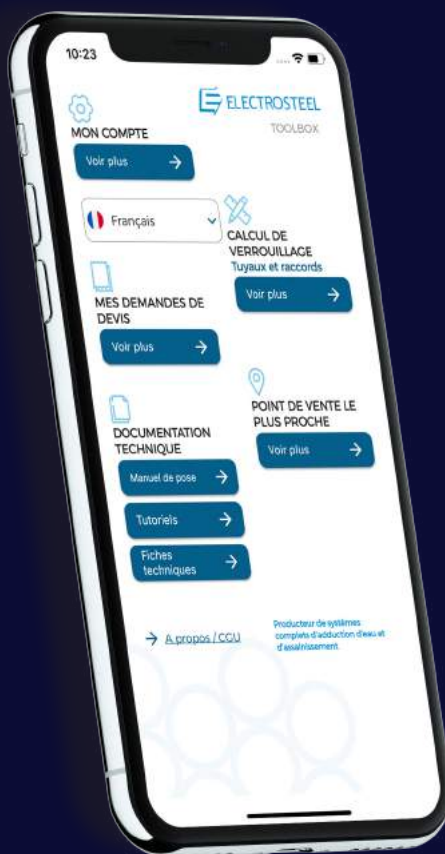 10:23
ELECTROSTEEL
TOOLBOX
MON COMPTE
Voir plus
Français
CALCUL DE
VERROUILLAGE
Tuyaux et raccords
Voir plus
MES DEMANDES DE
DEVIS
Voir plus
POINT DE VENTE LE
PLUS PROCHE
Voir plus
DOCUMENTATION
TECHNIQUE
Manuel de pose
Tutoriels
Fiches
techniques
A propos / CGU
Producteur de systèmes
complets d'adduction d'eau et
d'assainissement